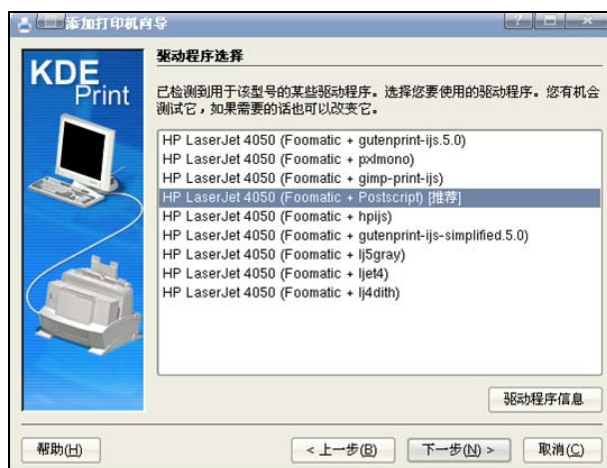 添加打印机向导
KDE
Print
驱动程序选择
已检测到用于该型号的某些驱动程序。选择您要使用的驱动程序。您有机会
测试它，如果需要的话也可以改变它。
HP LaserJet 4050 (Foomatic + gutenprint-ijs.5.0)
HP LaserJet 4050 (Foomatic + pxlmono)
HP LaserJet 4050 (Foomatic + gimp-print-ijs)
HP LaserJet 4050 (Foomatic + Postscript) [推荐]
HP LaserJet 4050 (Foomatic + hpijs)
HP LaserJet 4050 (Foomatic + gutenprint-ijs-simplified.5.0)
HP LaserJet 4050 (Foomatic + lj5gray)
HP LaserJet 4050 (Foomatic + ljet4)
HP LaserJet 4050 (Foomatic + lj4dith)
驱动程序信息
帮助(H) < 上一步(B) 下一步(N) > 取消(C)